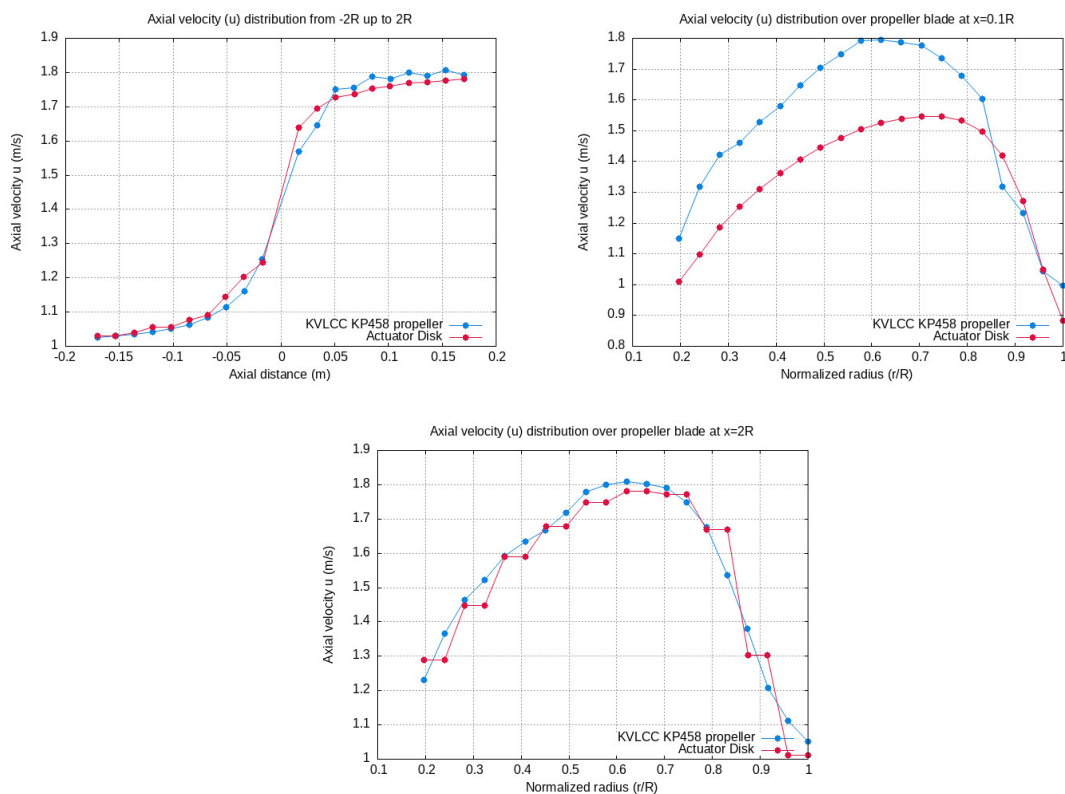 Axial velocity (u) distribution from -2R up to 2R
1.9
1.8
1.7
1.6
1.5
1.4
1.3
1.2
1.1
1
Axial velocity u (m/s)
KVLCC KP458 propeller
Actuator Disk
-0.2 -0.15 -0.1 -0.05 0 0.05 0.1 0.15 0.2
Axial distance (m)
Axial velocity (u) distribution over propeller blade at x=0.1R
1.8
1.7
1.6
1.5
1.4
1.3
1.2
1.1
1
0.9
0.8
Axial velocity u (m/s)
KVLCC KP458 propeller
Actuator Disk
0.1 0.2 0.3 0.4 0.5 0.6 0.7 0.8 0.9 1
Normalized radius (r/R)
Axial velocity (u) distribution over propeller blade at x=2R
1.9
1.8
1.7
1.6
1.5
1.4
1.3
1.2
1.1
1
Axial velocity u (m/s)
KVLCC KP458 propeller
Actuator Disk
0.1 0.2 0.3 0.4 0.5 0.6 0.7 0.8 0.9 1
Normalized radius (r/R)